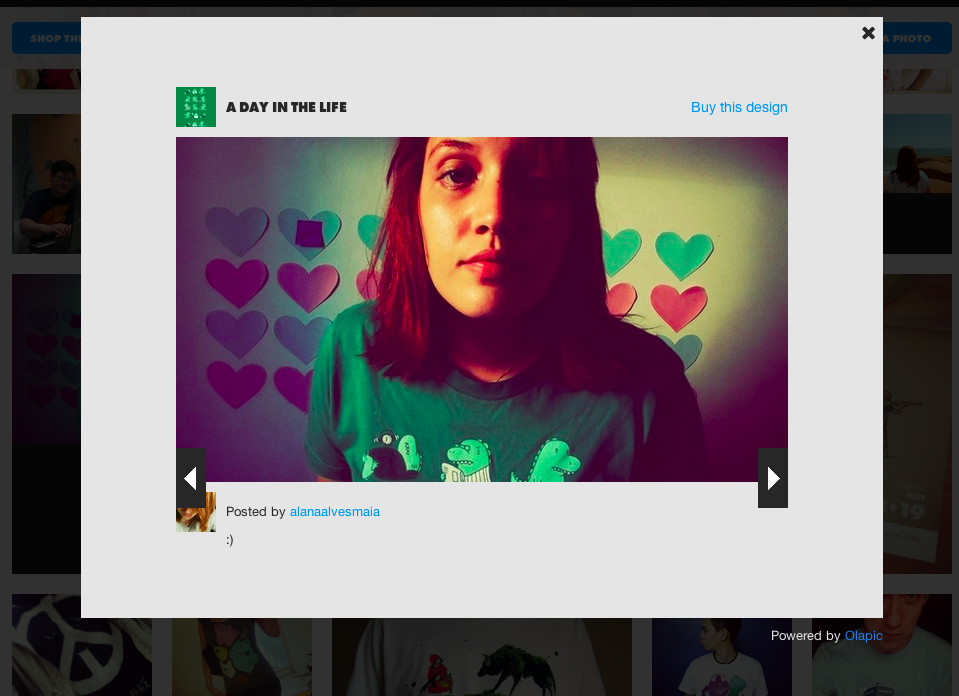 SHOP TH
A PHOTO
A DAY IN THE LIFE
Buy this design
Posted by alanaalvesmaia
:)
Powered by Olapic